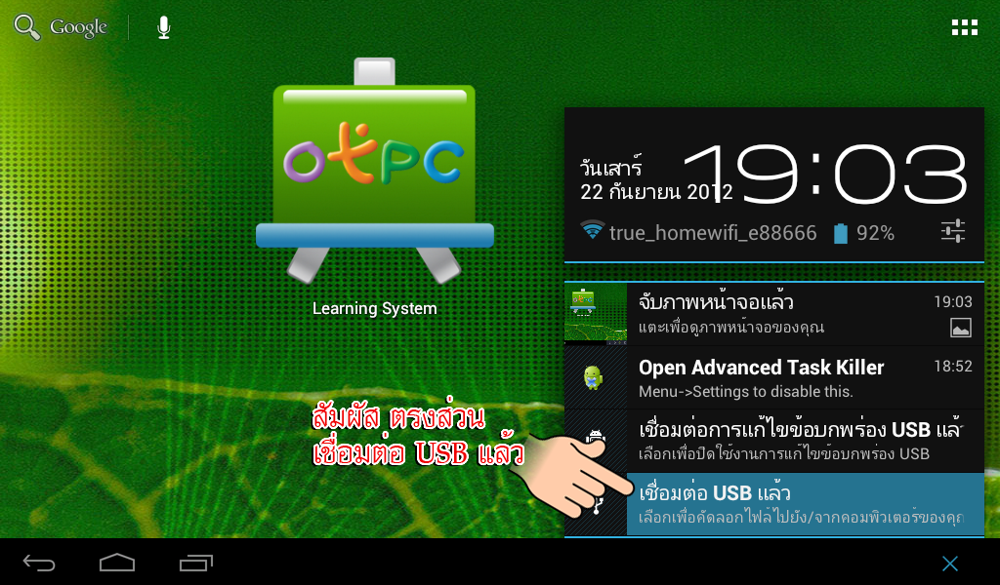 Google
otpc
Learning System
วันเสาร์
22 กันยายน 2012
19:03
true_homewifi_e88666
92%
จับภาพหน้าจอแล้ว
19:03
แตะเพื่อดูภาพหน้าจอของคุณ
Open Advanced Task Killer
18:52
Menu->Settings to disable this.
เชื่อมต่อการแก้ไขข้อบกพร่อง USB แล้
เลือกเพื่อปิดใช้งานการแก้ไขข้อบกพร่อง USB
เชื่อมต่อ USB แล้ว
เลือกเพื่อคัดลอกไฟล์ไปยัง/จากคอมพิวเตอร์ของคุณ
สัมผัส ตรงส่วน
เชื่อมต่อ USB แล้ว